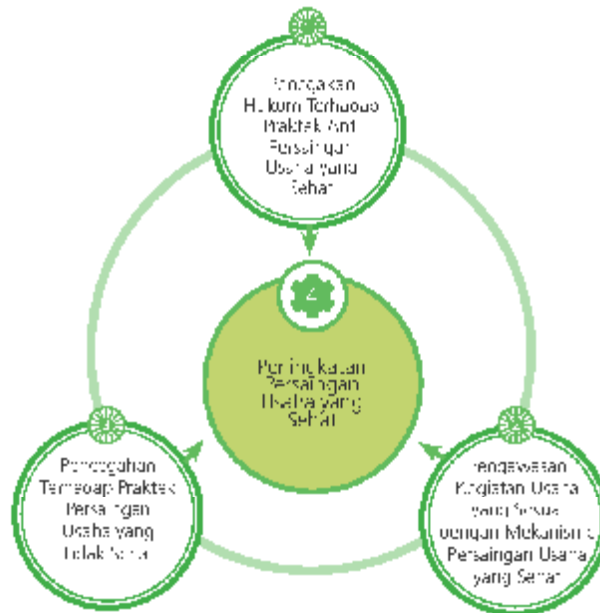 Penegakan
Hukum Terhadap
Praktek Anti
Persaingan
Usaha yang
Sehat
4
Peningkatan
Persaingan
Usaha yang
Sehat
Pencegahan
Terhadap Praktek
Persaingan
Usaha yang
Tidak Sehat
Pengawasan
Kegiatan Usaha
yang Sesuai
dengan Mekanisme
Persaingan Usaha
yang Sehat